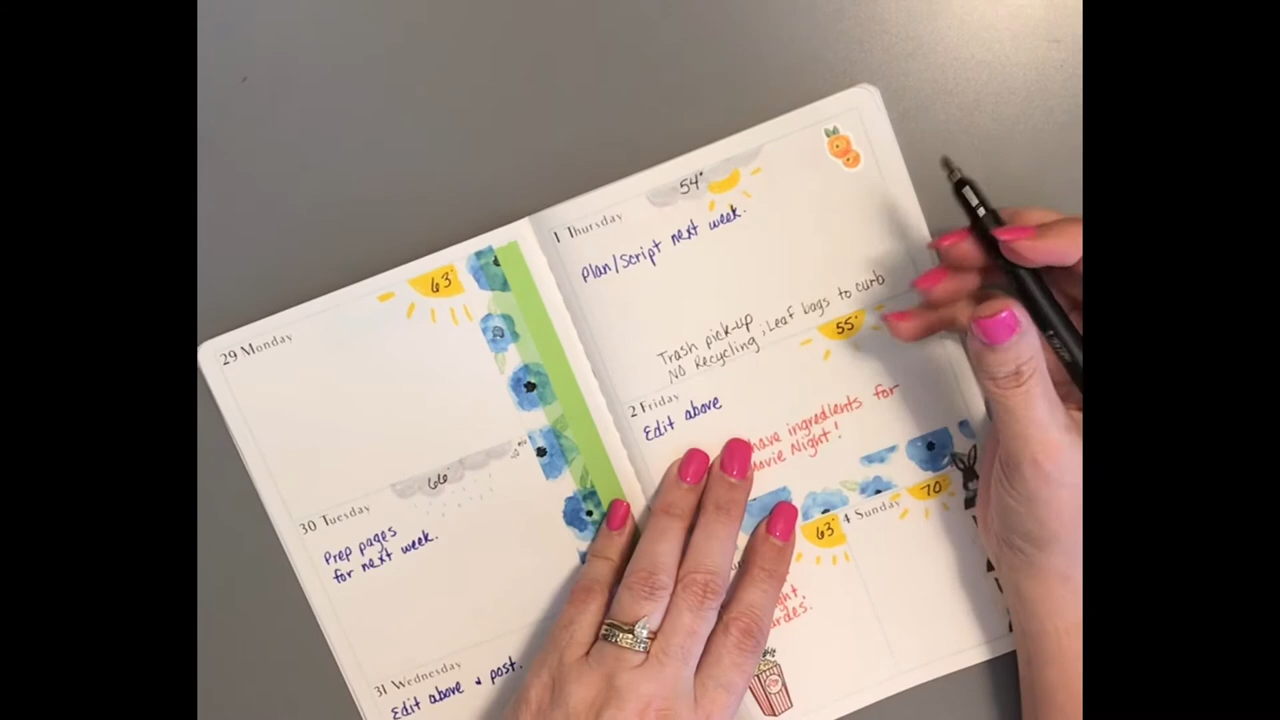 29 Monday
63°
66°
30 Tuesday
Prep pages
for next week.
31 Wednesday
Edit above & post.
1 Thursday
54°
Plan/Script next week.
Trash pick-up
NO Recycling ; Leaf bags to curb
2 Friday
55°
Edit above
have ingredients for
Movie Night!
63°
4 Sunday
70°